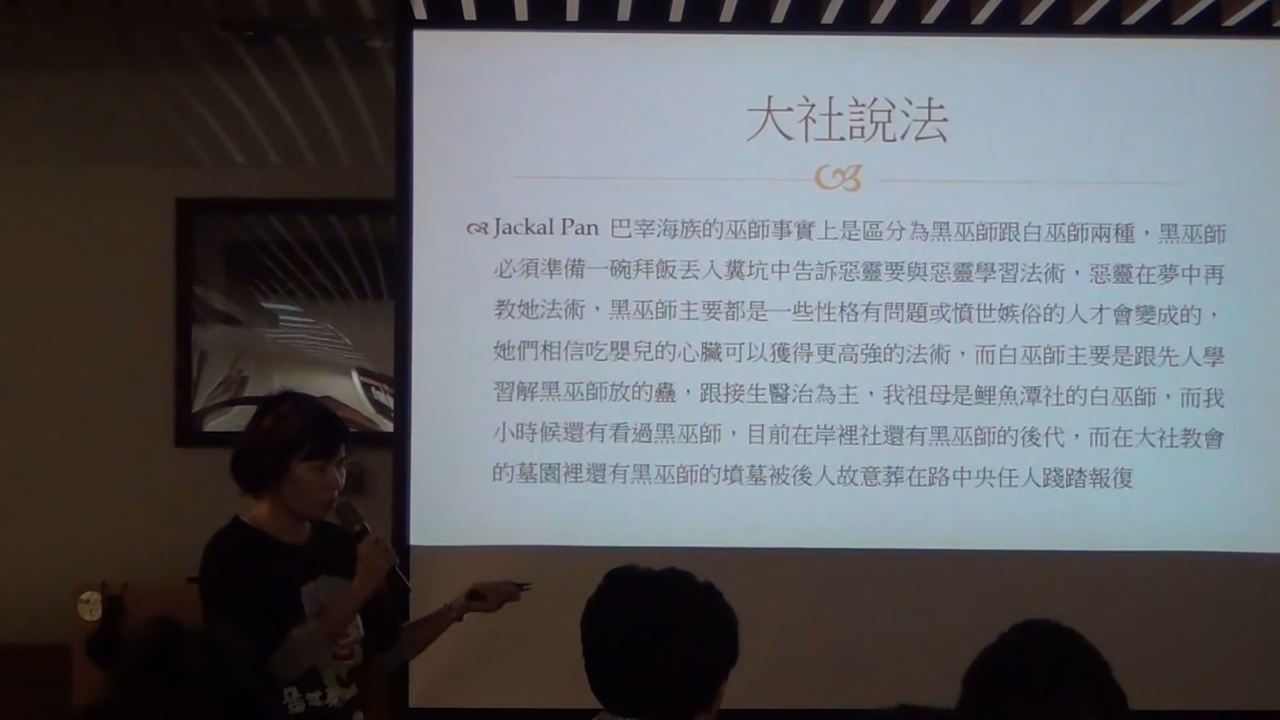 大社說法
Jackal Pan 巴宰海族的巫師事實上是區分為黑巫師跟白巫師兩種，黑巫師
必須準備一碗拜飯丟入糞坑中告訴惡靈要與惡靈學習法術，惡靈在夢中再
教她法術，黑巫師主要都是一些性格有問題或憤世嫉俗的人才會變成的，
她們相信吃嬰兒的心臟可以獲得更高強的法術，而白巫師主要是跟先人學
習解黑巫師放的蠱，跟接生醫治為主，我祖母是鯉魚潭社的白巫師，而我
小時候還有看過黑巫師，目前在岸裡社還有黑巫師的後代，而在大社教會
的墓園裡還有黑巫師的墳墓被後人故意葬在路中央任人踐踏報復